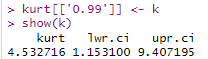 > kurt[['0.99']] <- k
> show(k)
    kurt   lwr.ci   upr.ci
4.532716 1.153100 9.407195